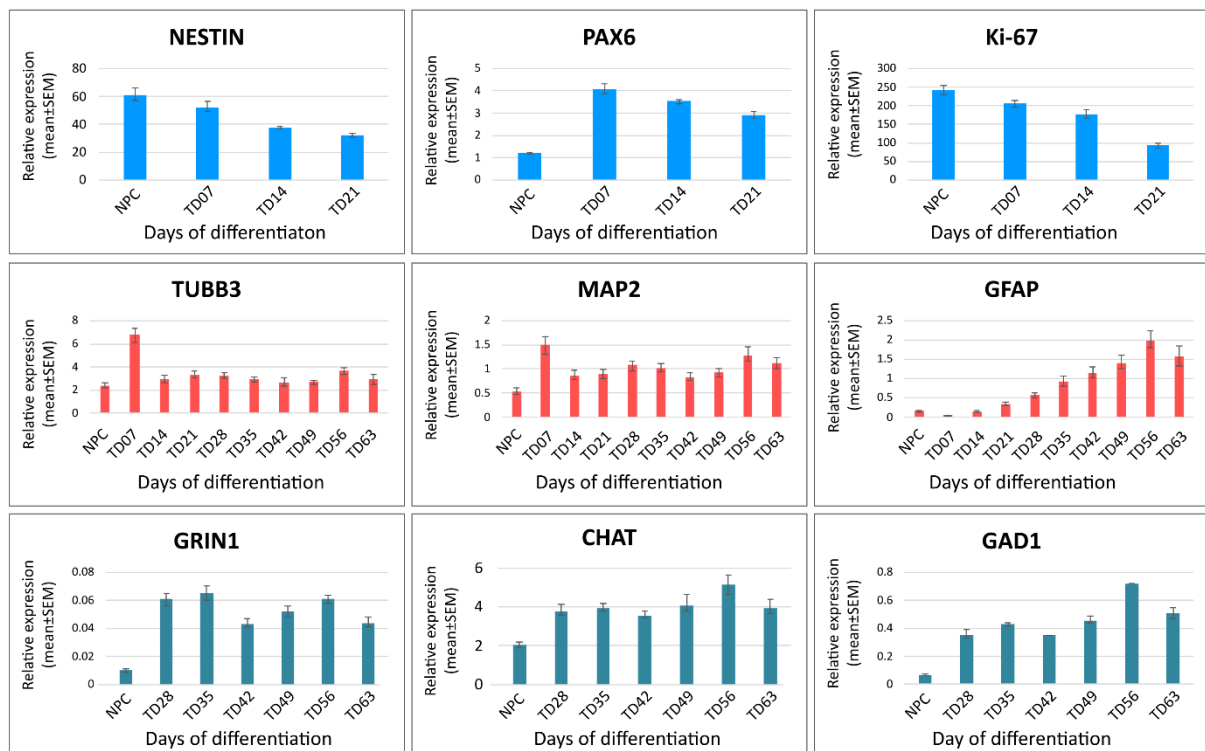 NESTIN
Relative expression
(mean±SEM)
80
60
40
20
0
NPC
TD07
TD14
TD21
Days of differentiaton
PAX6
Relative expression
(mean±SEM)
5
4
3
2
1
0
NPC
TD07
TD14
TD21
Days of differentiaton
Ki-67
Relative expression
(mean±SEM)
300
250
200
150
100
50
0
NPC
TD07
TD14
TD21
Days of differentiaton
TUBB3
Relative expression
(mean±SEM)
8
6
4
2
0
NPC
TD07
TD14
TD21
TD28
TD35
TD42
TD49
TD56
TD63
Days of differentiation
MAP2
Relative expression
(mean±SEM)
2
1.5
1
0.5
0
NPC
TD07
TD14
TD21
TD28
TD35
TD42
TD49
TD56
TD63
Days of differentiation
GFAP
Relative expression
(mean±SEM)
2.5
2
1.5
1
0.5
0
NPC
TD07
TD14
TD21
TD28
TD35
TD42
TD49
TD56
TD63
Days of differentiation
GRIN1
Relative expression
(mean±SEM)
0.08
0.06
0.04
0.02
0
NPC
TD28
TD35
TD42
TD49
TD56
TD63
Days of differentiation
CHAT
Relative expression
(mean±SEM)
6
4
2
0
NPC
TD28
TD35
TD42
TD49
TD56
TD63
Days of differentiation
GAD1
Relative expression
(mean±SEM)
0.8
0.6
0.4
0.2
0
NPC
TD28
TD35
TD42
TD49
TD56
TD63
Days of differentiation